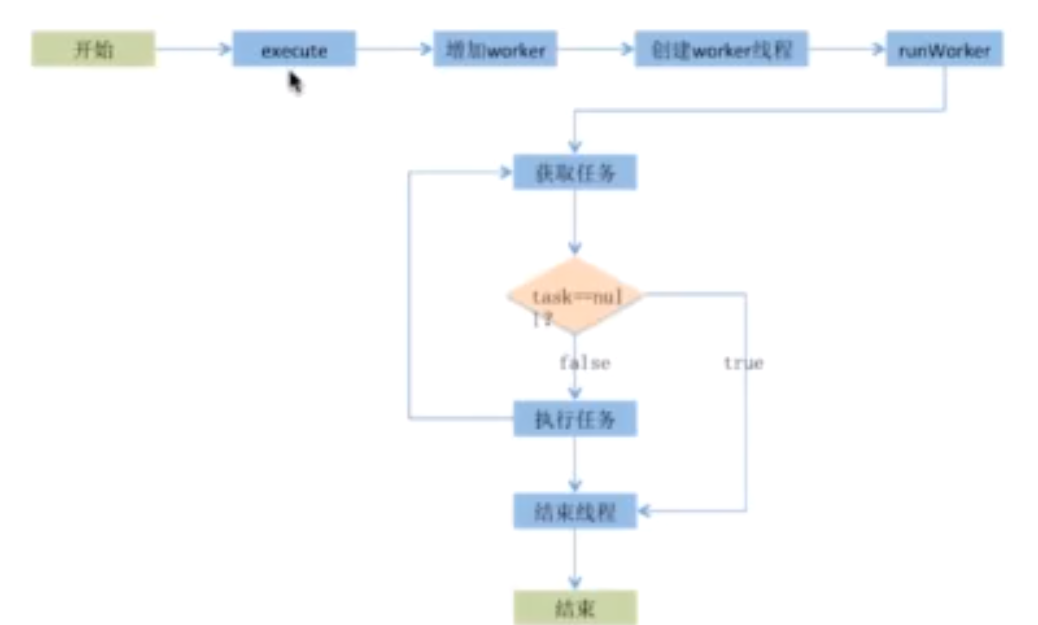 开始
execute
增加worker
创建worker线程
runWorker
获取任务
task==nul
l?
false
true
执行任务
结束线程
结束